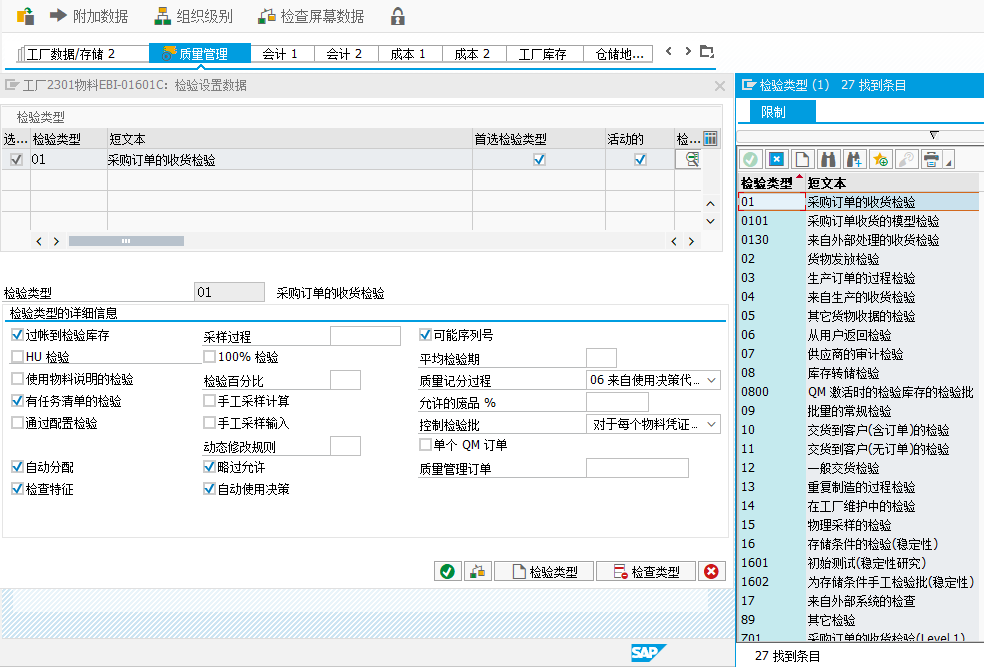 附加数据 组织级别 检查屏幕数据
工厂数据/存储 2 质量管理 会计 1 会计 2 成本 1 成本 2 工厂库存 仓储地...
工厂2301物料EBI-01601C：检验设置数据
检验类型
选... 检验类型 短文本 首选检验类型 活动的 检...
01 采购订单的收货检验
检验类型 01 采购订单的收货检验
检验类型的详细信息
过帐到检验库存 采样过程 可能序列号
HU 检验 100% 检验 平均检验期
使用物料说明的检验 检验百分比 质量记分过程 06 来自使用决策代...
有任务清单的检验 手工采样计算 允许的废品 %
通过配置检验 手工采样输入 控制检验批 对于每个物料凭证...
动态修改规则 单个 QM 订单
自动分配 略过允许 质量管理订单
检查特征 自动使用决策
检验类型 检查类型
SAP
检验类型 (1) 27 找到条目
限制
检验类型 短文本
01 采购订单的收货检验
0101 采购订单收货的模型检验
0130 来自外部处理的收货检验
02 货物发放检验
03 生产订单的过程检验
04 来自生产的收货检验
05 其它货物收据的检验
06 从用户返回检验
07 供应商的审计检验
08 库存转储检验
0800 QM 激活时的检验库存的检验批
09 批量的常规检验
10 交货到客户(含订单)的检验
11 交货到客户(无订单)的检验
12 一般交货检验
13 重复制造的过程检验
14 在工厂维护中的检验
15 物理采样的检验
16 存储条件的检验(稳定性)
1601 初始测试(稳定性研究)
1602 为存储条件手工检验批(稳定性)
17 来自外部系统的检查
89 其它检验
Z01 采购订单的收货检验(Level 1)
27 找到条目